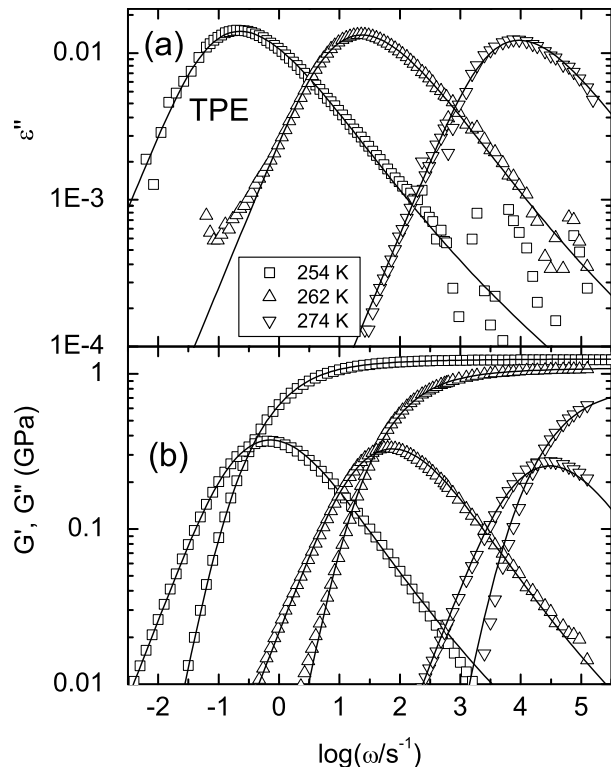 (a)
0.01
TPE
ε''
1E-3
254 K
262 K
274 K
1E-4
1
(b)
G', G'' (GPa)
0.1
0.01
-2 -1 0 1 2 3 4 5
log(ω/s⁻¹)